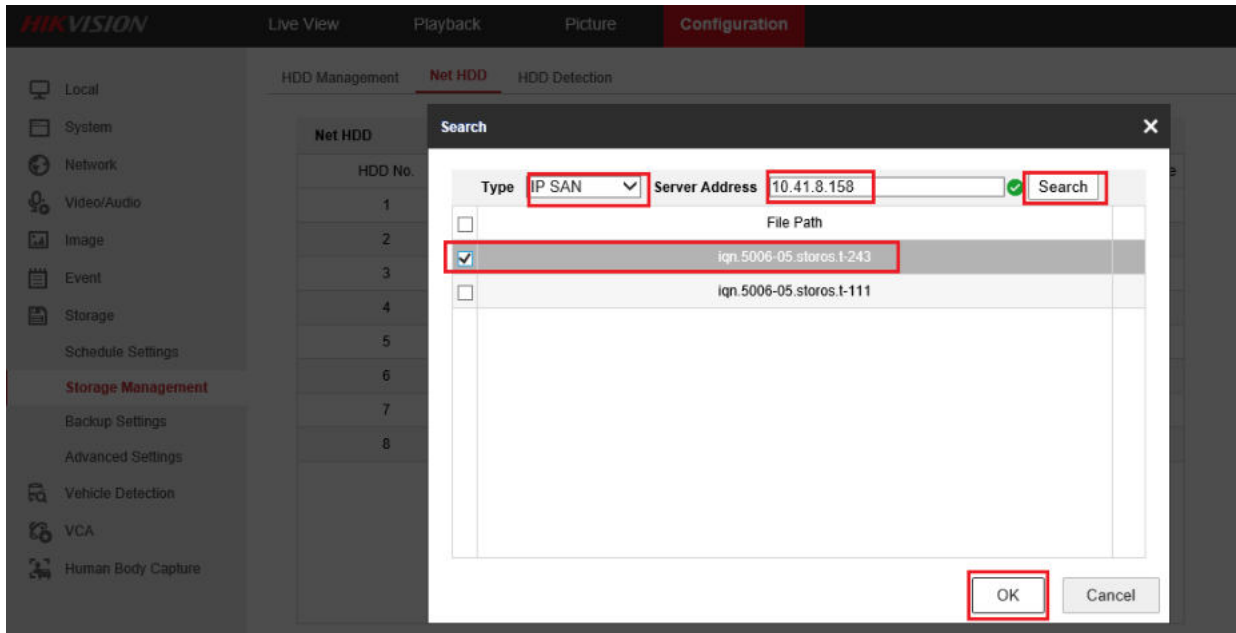 HIKVISION Live View Playback Picture Configuration
HDD Management Net HDD HDD Detection
Local
System
Network
Video/Audio
Image
Event
Storage
Schedule Settings
Storage Management
Backup Settings
Advanced Settings
Vehicle Detection
VCA
Human Body Capture
Net HDD
HDD No.
1
2
3
4
5
6
7
8
Search
Type IP SAN Server Address 10.41.8.158 Search
File Path
iqn.5006-05.storos.t-243
iqn.5006-05.storos.t-111
OK Cancel